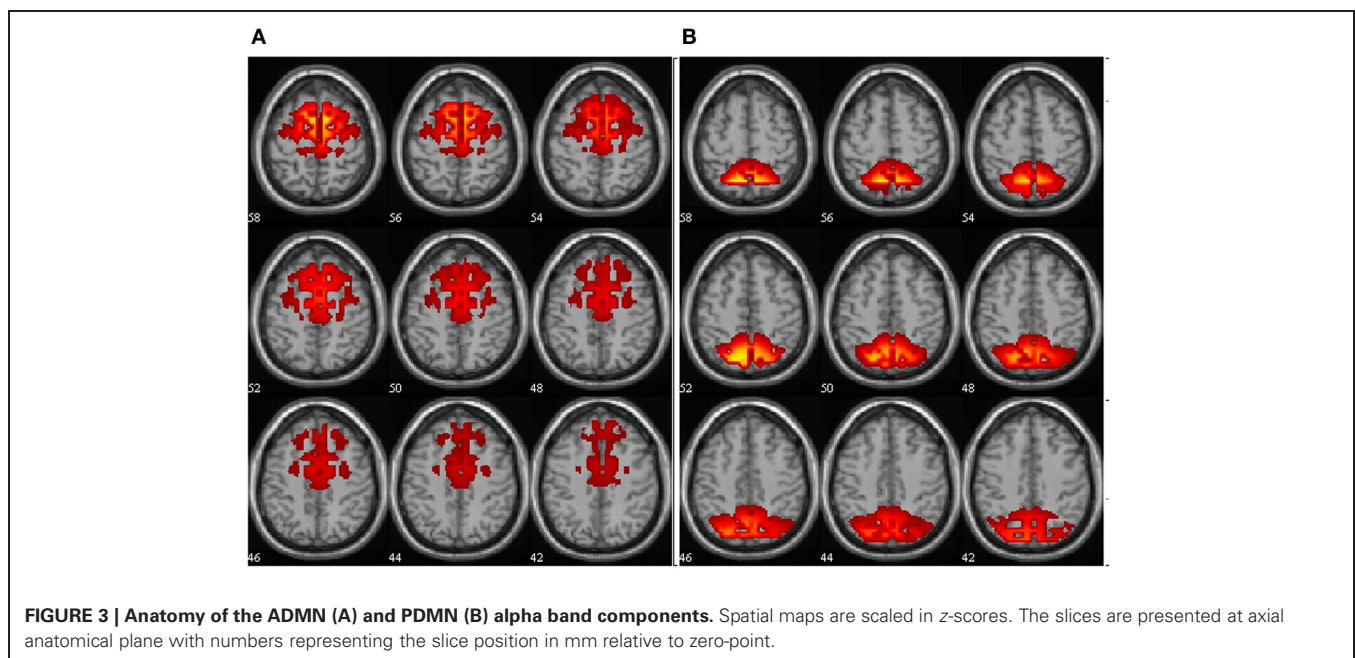 A B
58 56 54 58 56 54
52 50 48 52 50 48
46 44 42 46 44 42
FIGURE 3 | Anatomy of the ADMN (A) and PDMN (B) alpha band components. Spatial maps are scaled in z-scores. The slices are presented at axial
anatomical plane with numbers representing the slice position in mm relative to zero-point.